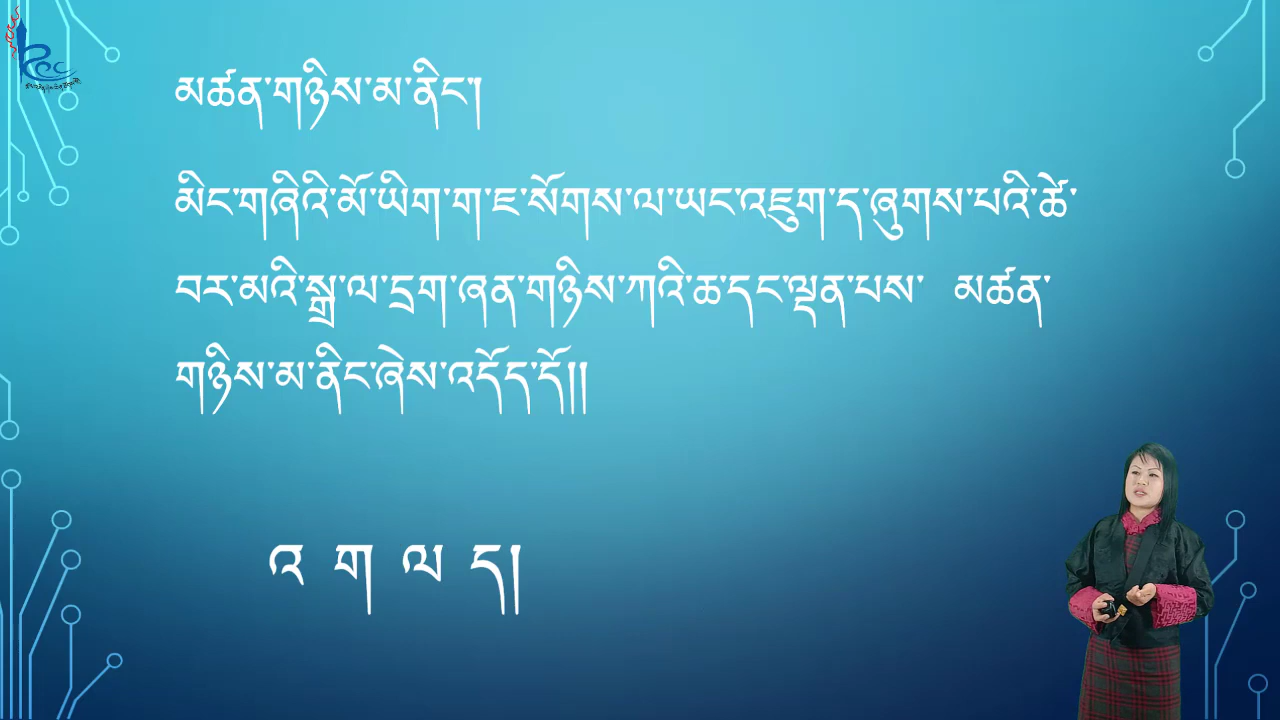 མཚན་གཉིས་མ་ནིང༌།
མིང་གཞིའི་མོ་ཡིག་ག་ཇ་སོགས་ལ་ཡང་འཇུག་ད་ཞུགས་པའི་ཚེ་
བར་མའི་སྒྲ་ལ་དྲག་ཞན་གཉིས་ཀའི་ཆ་དང་ལྡན་པས་ མཚན་
གཉིས་མ་ནིང་ཞེས་འདོད་དོ།།
འ ག ལ ད།